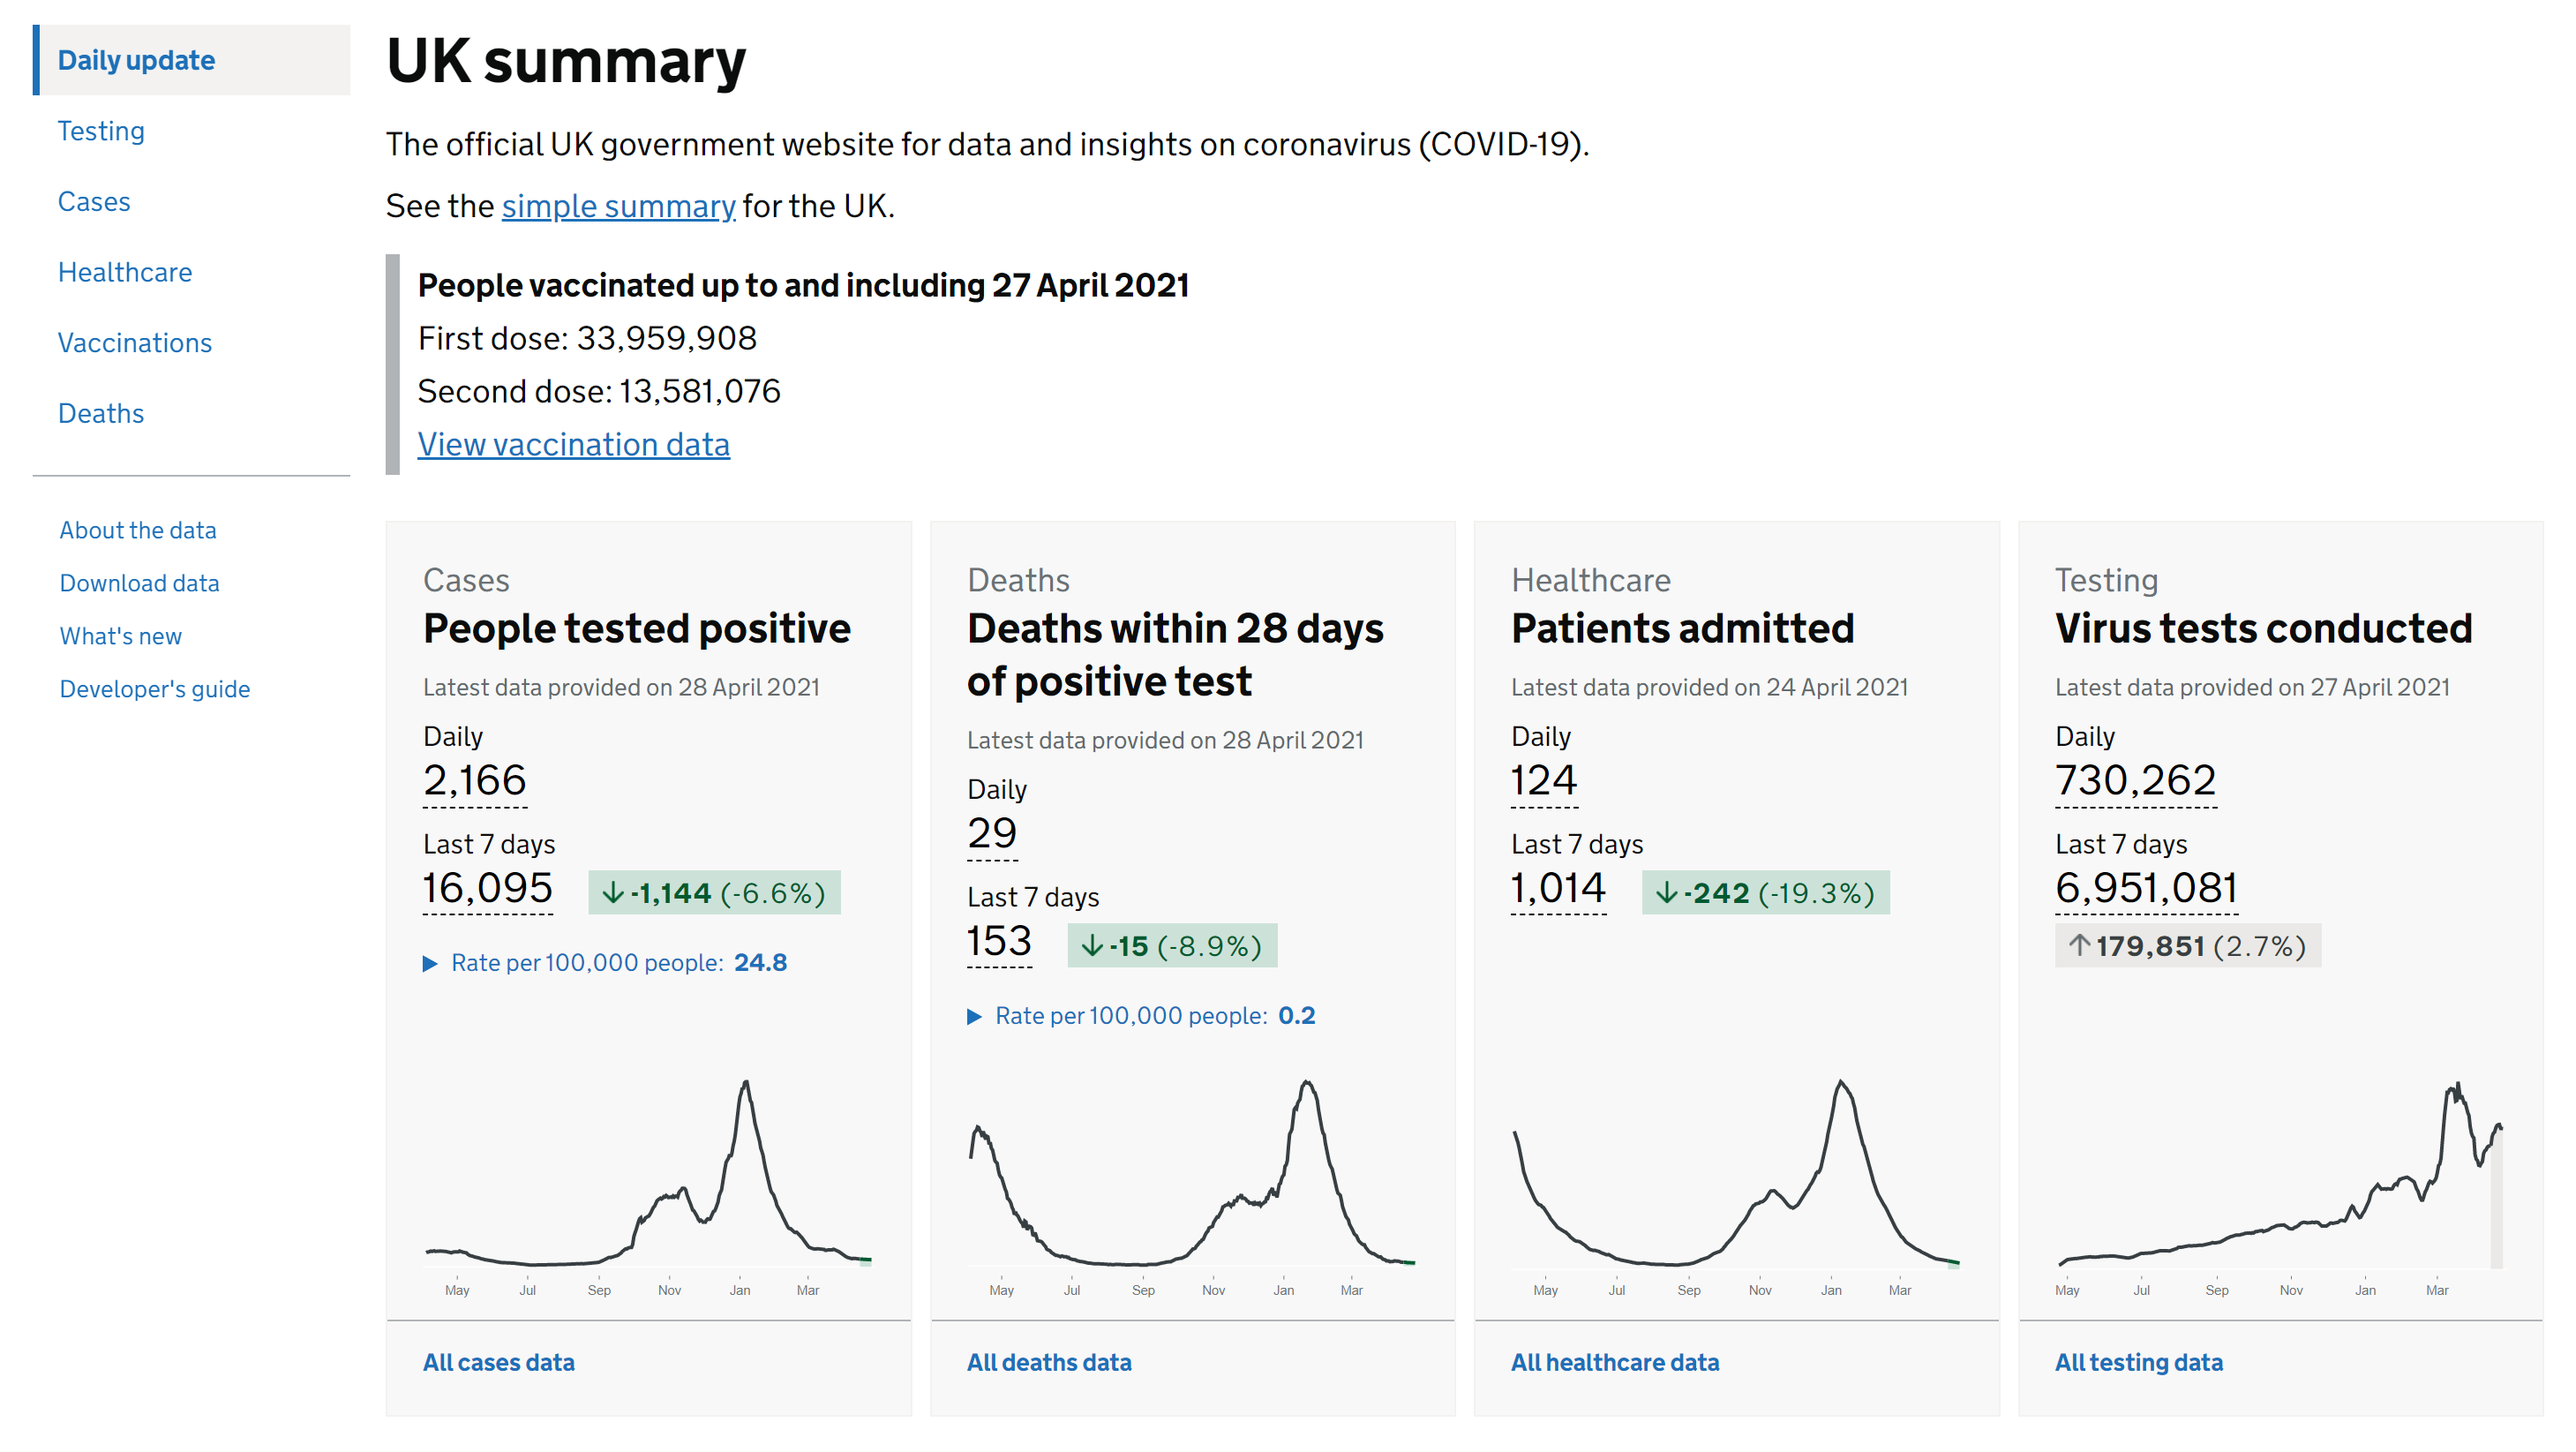 Daily update
Testing
Cases
Healthcare
Vaccinations
Deaths
About the data
Download data
What's new
Developer's guide
UK summary
The official UK government website for data and insights on coronavirus (COVID-19).
See the simple summary for the UK.
People vaccinated up to and including 27 April 2021
First dose: 33,959,908
Second dose: 13,581,076
View vaccination data
Cases
People tested positive
Latest data provided on 28 April 2021
Daily
2,166
Last 7 days
16,095 ↓ -1,144 (-6.6%)
▶ Rate per 100,000 people: 24.8
May Jul Sep Nov Jan Mar
All cases data
Deaths
Deaths within 28 days
of positive test
Latest data provided on 28 April 2021
Daily
29
Last 7 days
153 ↓ -15 (-8.9%)
▶ Rate per 100,000 people: 0.2
May Jul Sep Nov Jan Mar
All deaths data
Healthcare
Patients admitted
Latest data provided on 24 April 2021
Daily
124
Last 7 days
1,014 ↓ -242 (-19.3%)
May Jul Sep Nov Jan Mar
All healthcare data
Testing
Virus tests conducted
Latest data provided on 27 April 2021
Daily
730,262
Last 7 days
6,951,081
↑ 179,851 (2.7%)
May Jul Sep Nov Jan Mar
All testing data